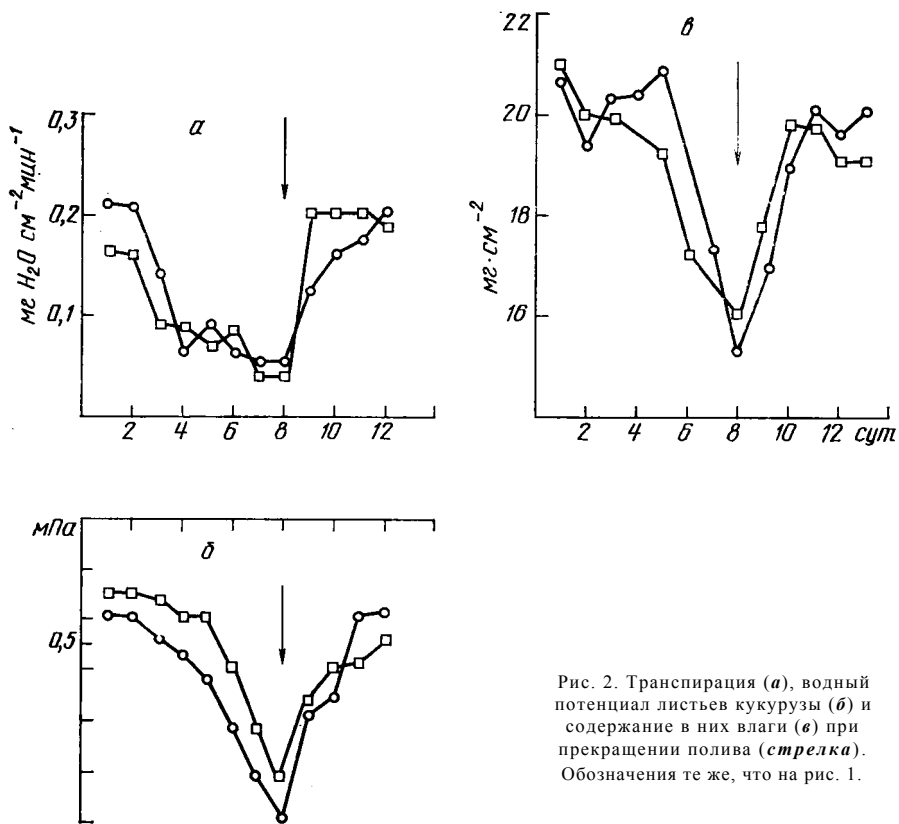 а
0,3
0,2
0,1
мг H₂O см⁻² мин⁻¹
2 4 6 8 10 12
в
22
20
18
16
мг·см⁻²
2 4 6 8 10 12 сут
мПа
б
0,5
Рис. 2. Транспирация (а), водный
потенциал листьев кукурузы (б) и
содержание в них влаги (в) при
прекращении полива (стрелка).
Обозначения те же, что на рис. 1.